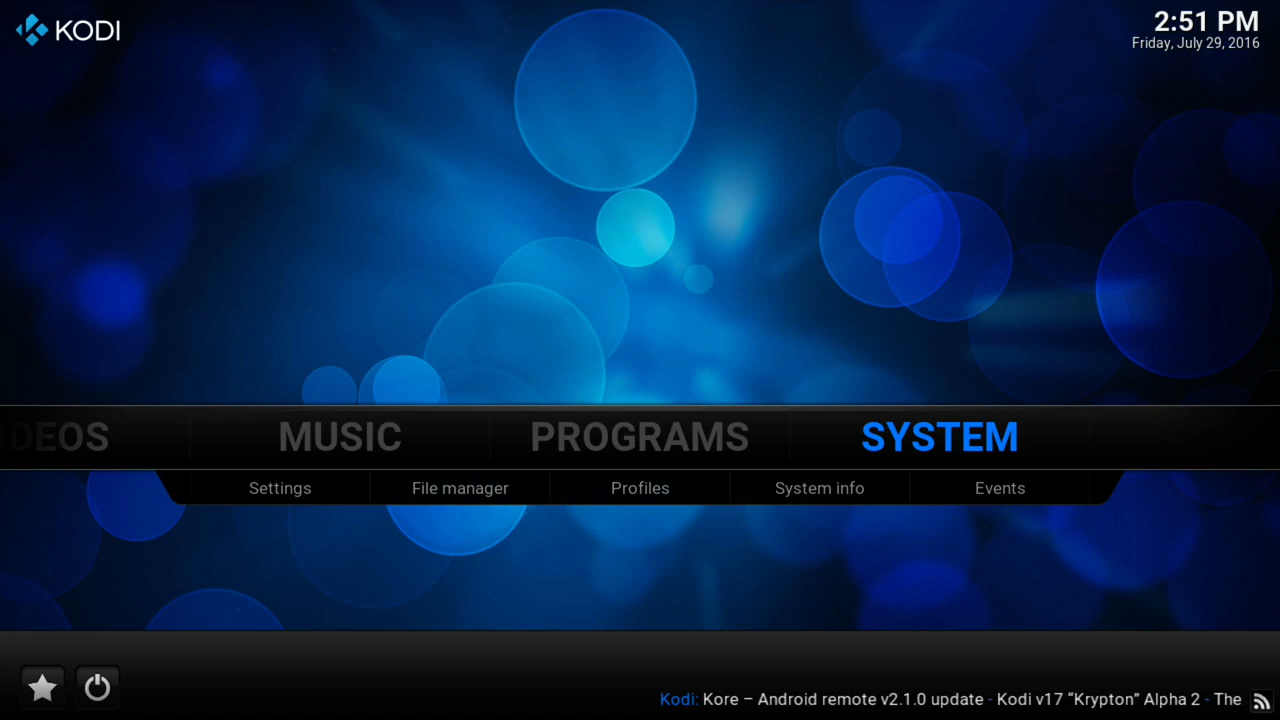 KODI
2:51 PM
Friday, July 29, 2016
DEOS MUSIC PROGRAMS SYSTEM
Settings File manager Profiles System info Events
Kodi: Kore – Android remote v2.1.0 update - Kodi v17 “Krypton” Alpha 2 - The